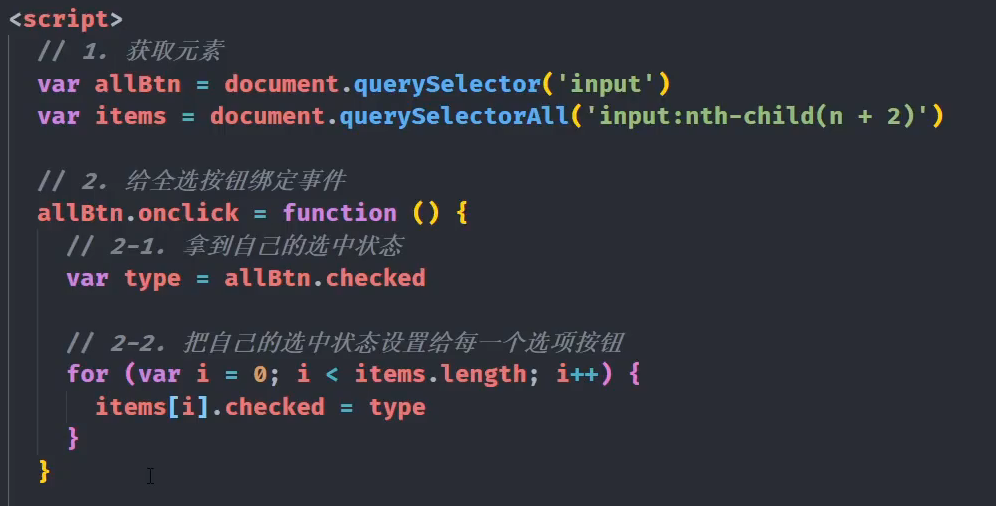 <script>
// 1. 获取元素
var allBtn = document.querySelector('input')
var items = document.querySelectorAll('input:nth-child(n + 2)')
// 2. 给全选按钮绑定事件
allBtn.onclick = function () {
// 2-1. 拿到自己的选中状态
var type = allBtn.checked
// 2-2. 把自己的选中状态设置给每一个选项按钮
for (var i = 0; i < items.length; i++) {
items[i].checked = type
}
}